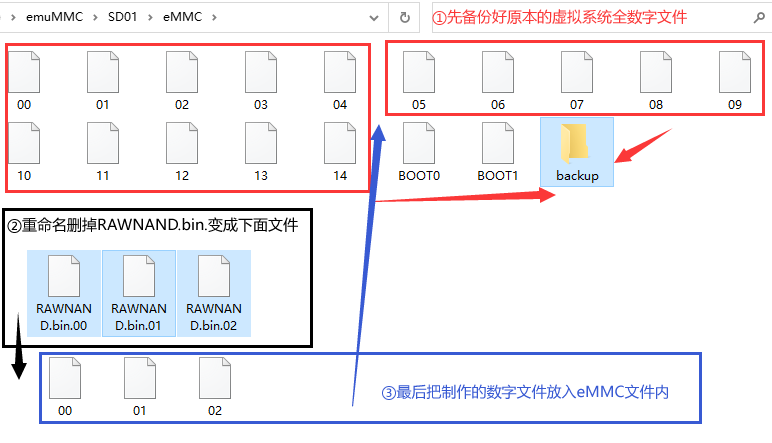 emuMMC > SD01 > eMMC >
①先备份好原本的虚拟系统全数字文件
00 01 02 03 04 05 06 07 08 09
10 11 12 13 14 BOOT0 BOOT1 backup
②重命名删掉RAWNAND.bin.变成下面文件
RAWNAN RAWNAN RAWNAN
D.bin.00 D.bin.01 D.bin.02
③最后把制作的数字文件放入eMMC文件内
00 01 02